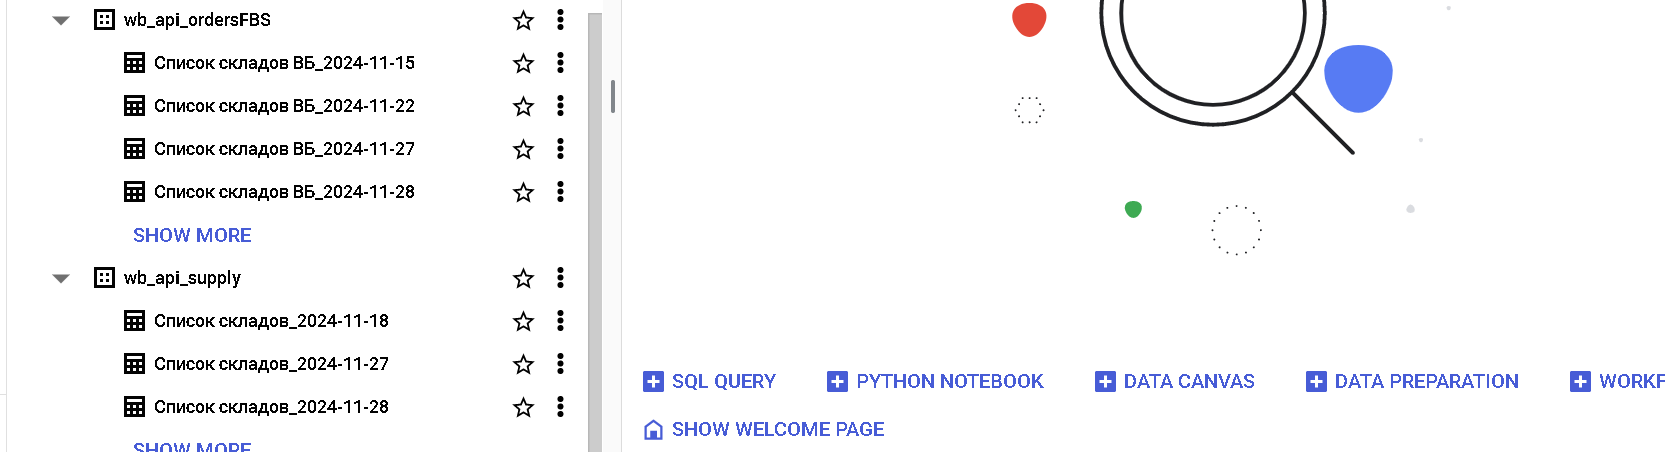 wb_api_ordersFBS
Список складов ВБ_2024-11-15
Список складов ВБ_2024-11-22
Список складов ВБ_2024-11-27
Список складов ВБ_2024-11-28
SHOW MORE
wb_api_supply
Список складов_2024-11-18
Список складов_2024-11-27
Список складов_2024-11-28
SHOW MORE
SQL QUERY PYTHON NOTEBOOK DATA CANVAS DATA PREPARATION WORKF
SHOW WELCOME PAGE